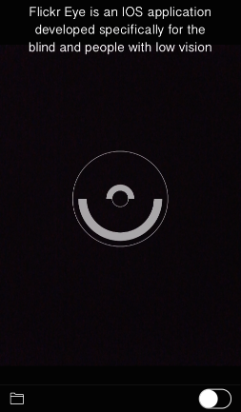 Flickr Eye is an IOS application
developed specifically for the
blind and people with low vision